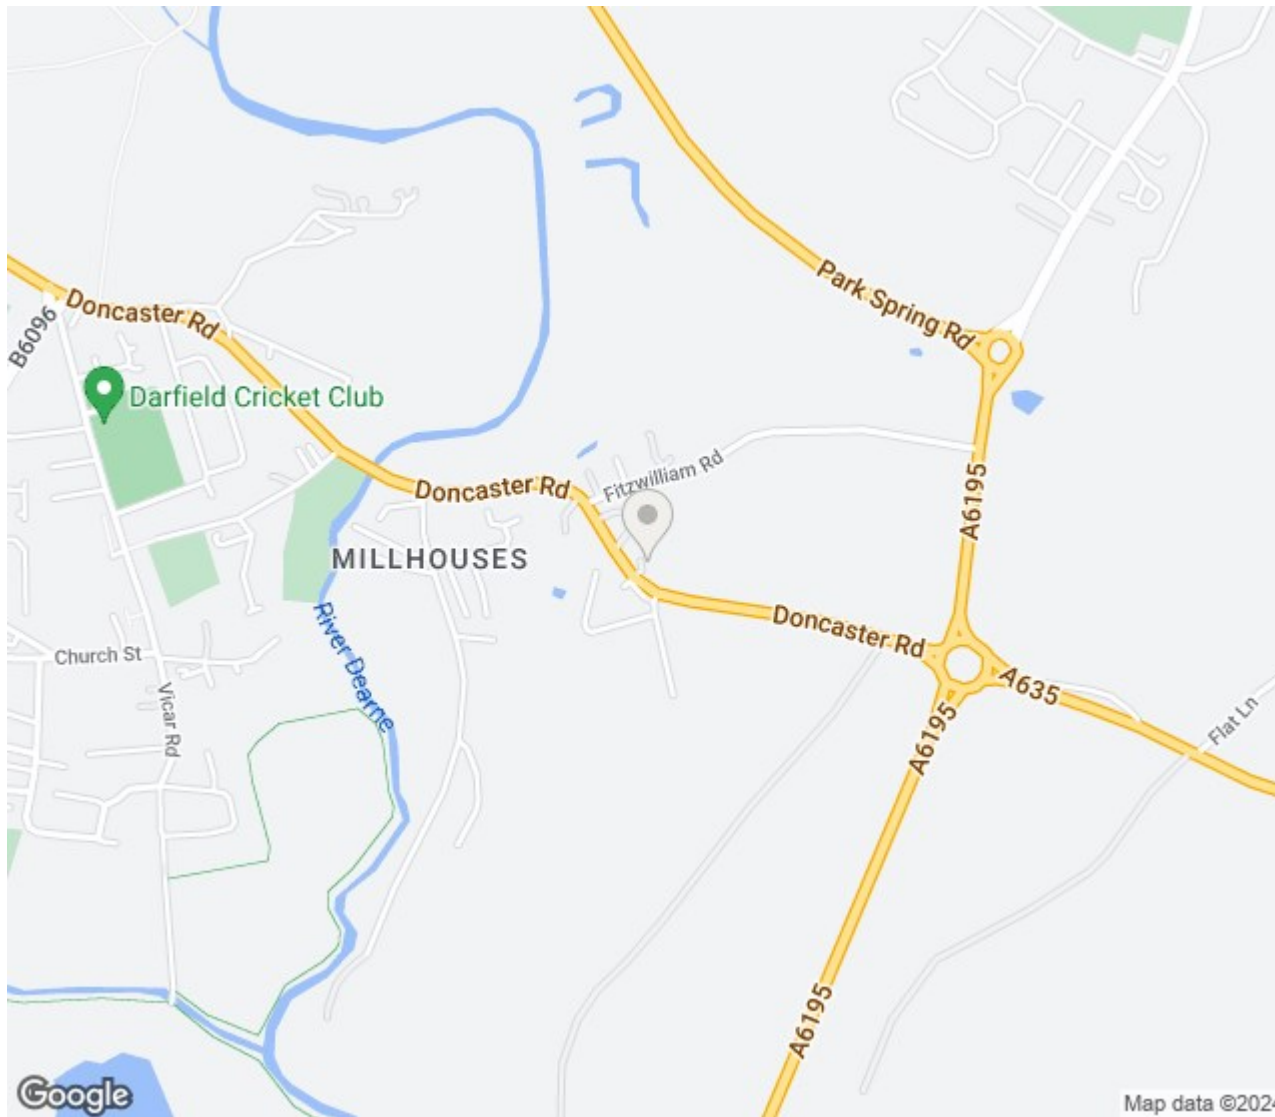 Park Spring Rd
Doncaster Rd
B6096
Darfield Cricket Club
Fitzwilliam Rd
Doncaster Rd
A6195
MILLHOUSES
River Dearne
Doncaster Rd
Church St
Vicar Rd
A635
A6195
Flat Ln
A6195
Google
Map data ©2024